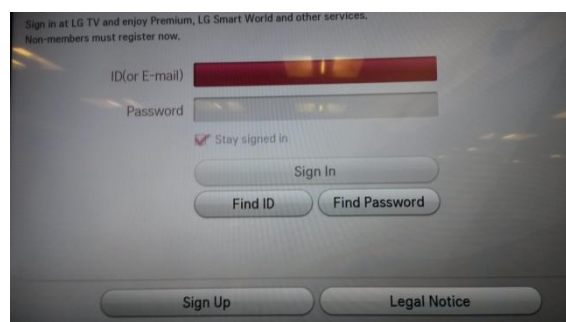 Sign in at LG TV and enjoy Premium, LG Smart World and other services.
Non-members must register now.
ID(or E-mail)
Password
Stay signed in
Sign In
Find ID Find Password
Sign Up Legal Notice